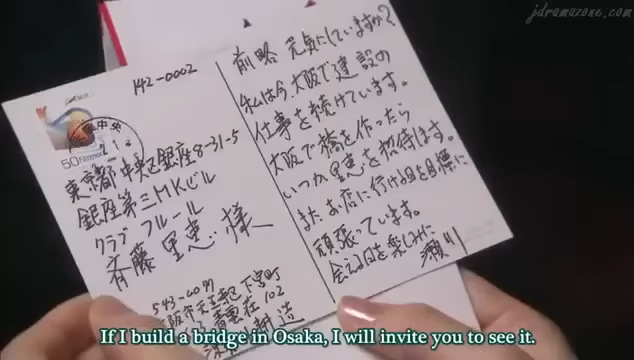 jdramazone.com
142-0002
50 NIPPON
東京都中央区銀座8-31-5
銀座第三MKビル
クラブ フルール
斉藤 里恵 様
前略 元気にしていますか?
私は今、大阪で建設の
仕事を続けています。
大阪で橋を作ったら
いつか里恵を招待します。
また お店に行ける日を目標に
頑張っています。
会える日を楽しみに
瀬川
If I build a bridge in Osaka, I will invite you to see it.